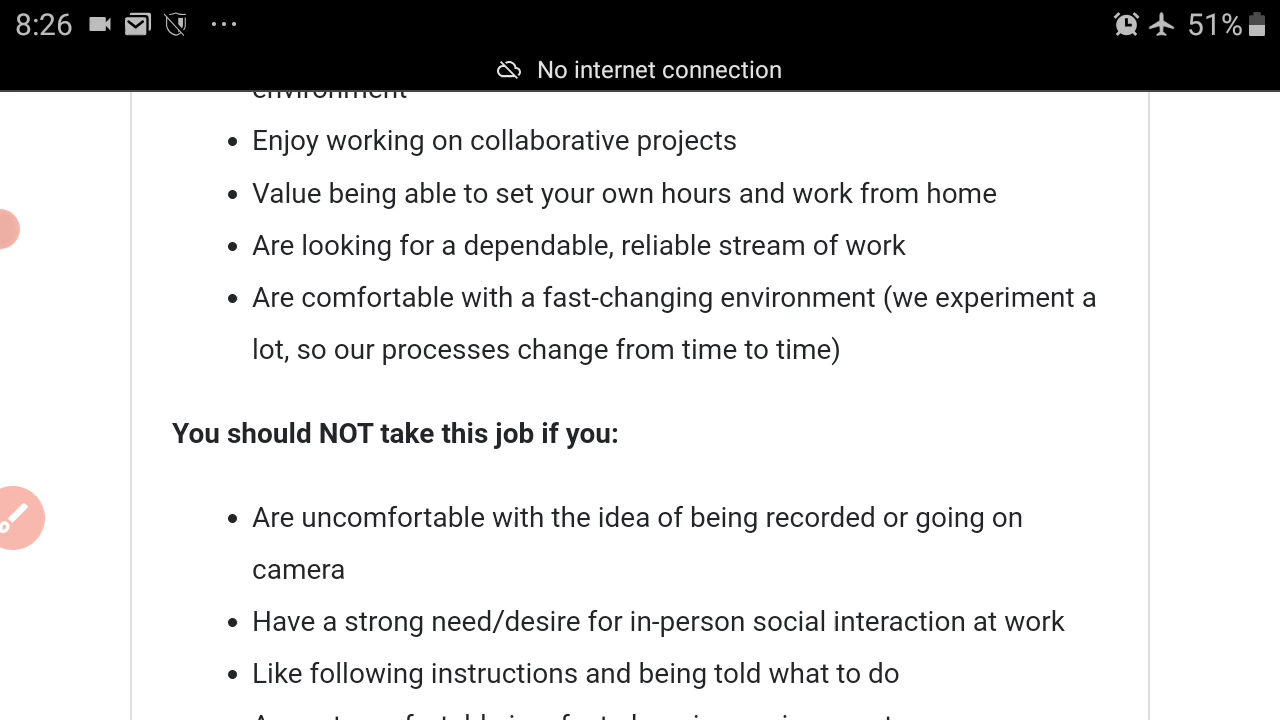 8:26
51%
No internet connection
environment
Enjoy working on collaborative projects
Value being able to set your own hours and work from home
Are looking for a dependable, reliable stream of work
Are comfortable with a fast-changing environment (we experiment a
lot, so our processes change from time to time)
You should NOT take this job if you:
Are uncomfortable with the idea of being recorded or going on
camera
Have a strong need/desire for in-person social interaction at work
Like following instructions and being told what to do